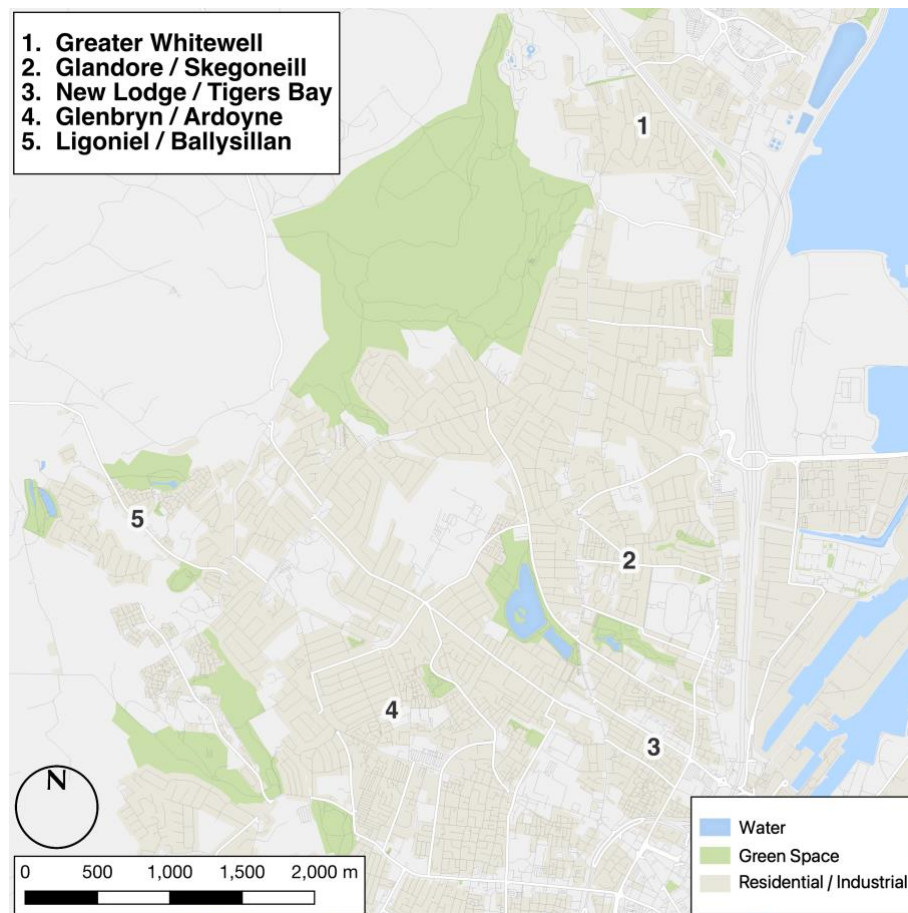 1. Greater Whitewell
2. Glandore / Skegoneill
3. New Lodge / Tigers Bay
4. Glenbryn / Ardoyne
5. Ligoniel / Ballysillan
1
5
2
4
3
N
0 500 1,000 1,500 2,000 m
Water
Green Space
Residential / Industrial